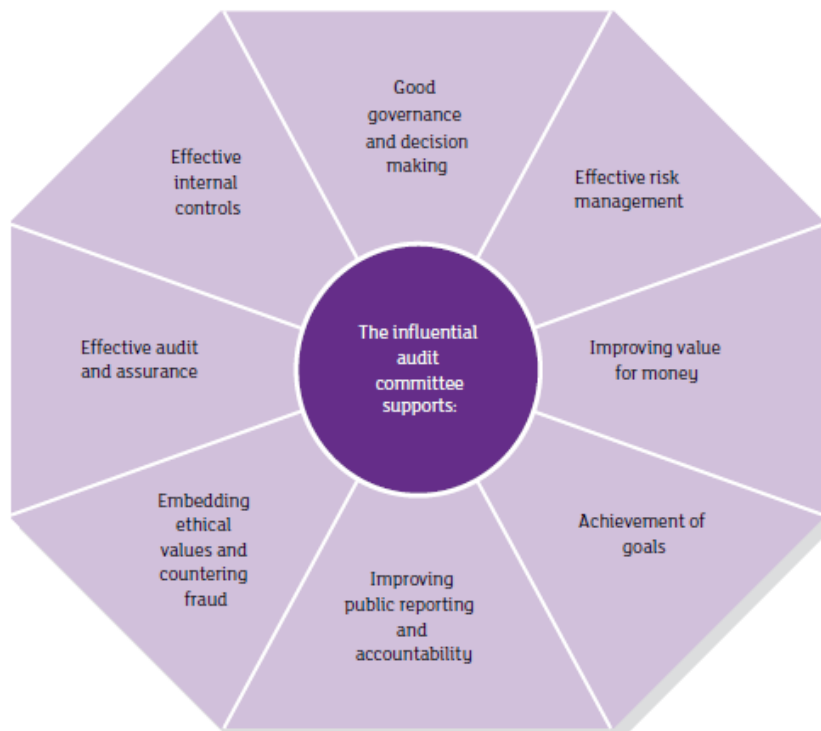 Good
governance
and decision
making
Effective risk
management
Improving value
for money
Achievement of
goals
Improving
public reporting
and
accountability
Embedding
ethical
values and
countering
fraud
Effective audit
and assurance
Effective
internal
controls
The influential
audit
committee
supports: